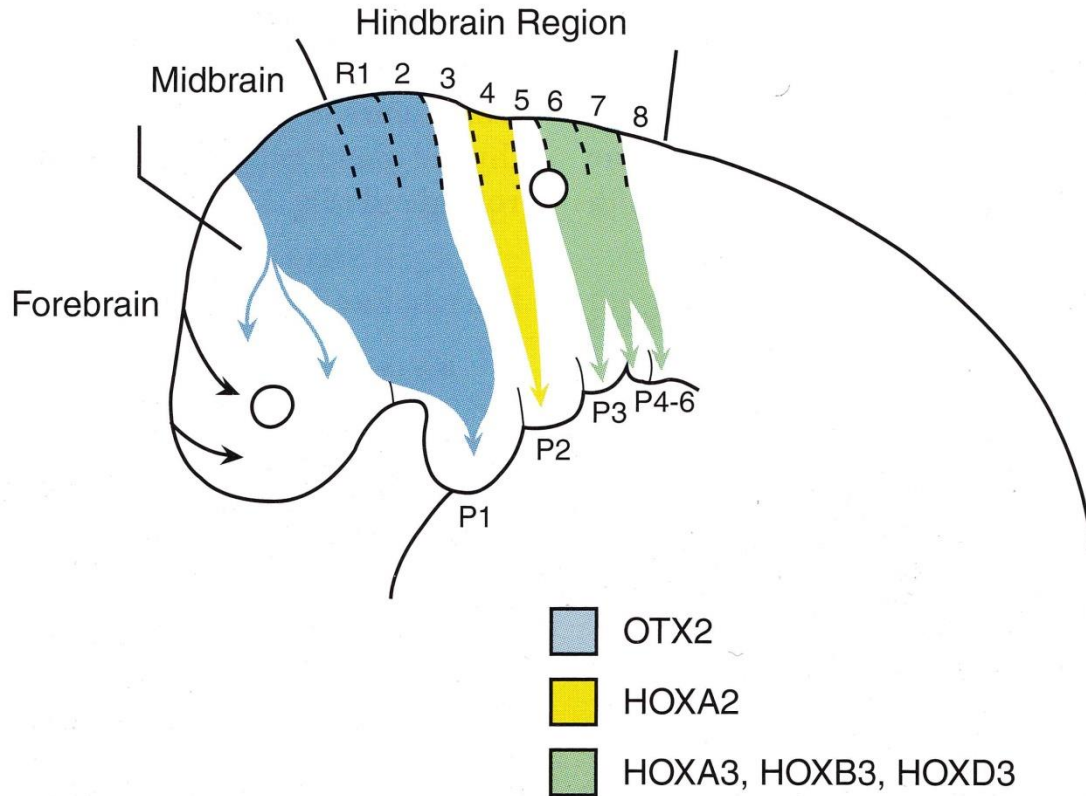 Hindbrain Region
Midbrain
R1 2 3 4 5 6 7 8
Forebrain
P1
P2
P3
P4-6
OTX2
HOXA2
HOXA3, HOXB3, HOXD3